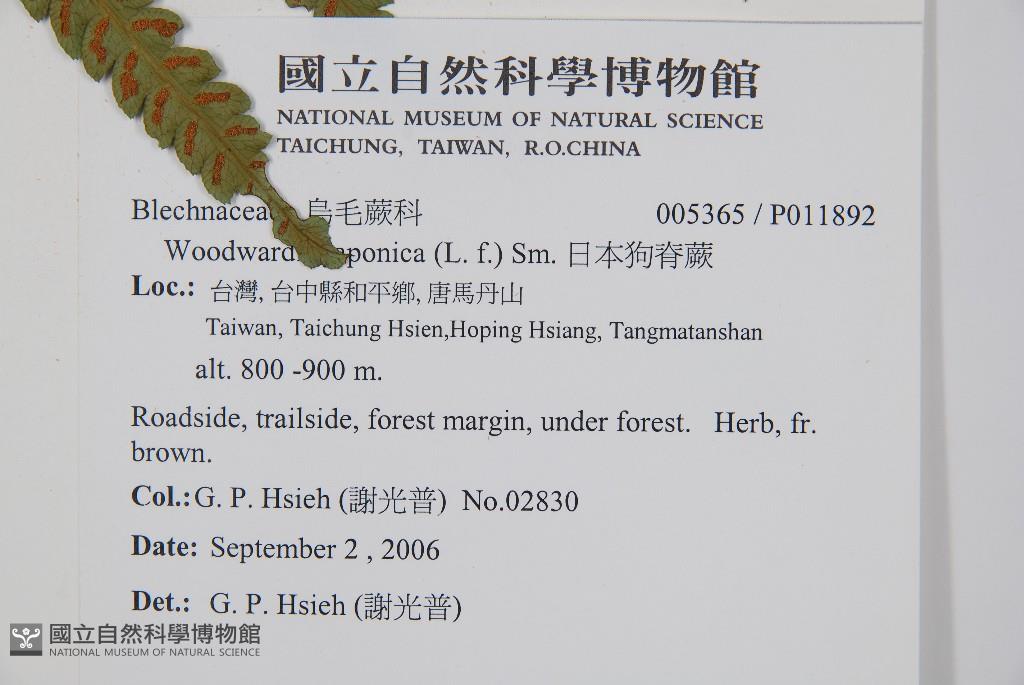 國立自然科學博物館
NATIONAL MUSEUM OF NATURAL SCIENCE
TAICHUNG, TAIWAN, R.O.CHINA
Blechnacea 烏毛蕨科 005365 / P011892
Woodward aponica (L. f.) Sm. 日本狗脊蕨
Loc.: 台灣, 台中縣和平鄉, 唐馬丹山
Taiwan, Taichung Hsien,Hoping Hsiang, Tangmatanshan
alt. 800 -900 m.
Roadside, trailside, forest margin, under forest. Herb, fr.
brown.
Col.:G. P. Hsieh (謝光普) No.02830
Date: September 2 , 2006
Det.: G. P. Hsieh (謝光普)
國立自然科學博物館
NATIONAL MUSEUM OF NATURAL SCIENCE